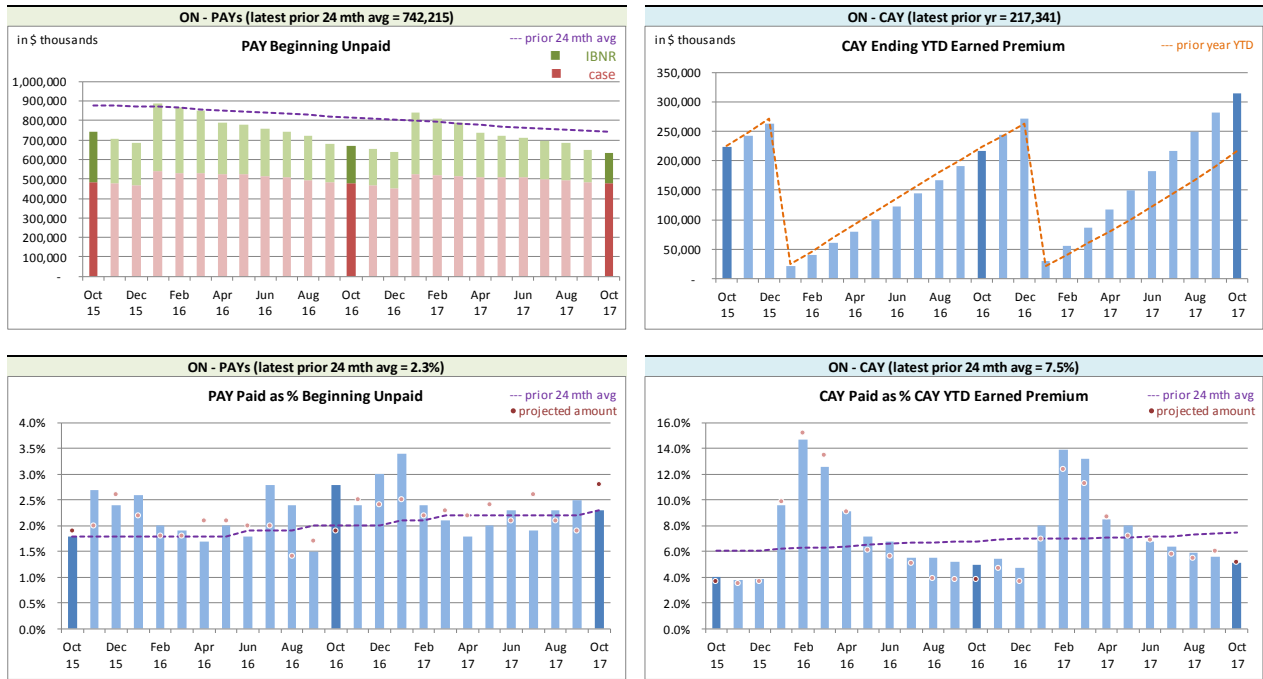 ON - PAYs (latest prior 24 mth avg = 742,215)
in $ thousands
PAY Beginning Unpaid
--- prior 24 mth avg
IBNR
case
1,000,000
900,000
800,000
700,000
600,000
500,000
400,000
300,000
200,000
100,000
-
Oct Dec Feb Apr Jun Aug Oct Dec Feb Apr Jun Aug Oct
15 15 16 16 16 16 16 16 17 17 17 17 17
ON - CAY (latest prior yr = 217,341)
in $ thousands
CAY Ending YTD Earned Premium
--- prior year YTD
350,000
300,000
250,000
200,000
150,000
100,000
50,000
-
Oct Dec Feb Apr Jun Aug Oct Dec Feb Apr Jun Aug Oct
15 15 16 16 16 16 16 16 17 17 17 17 17
ON - PAYs (latest prior 24 mth avg = 2.3%)
PAY Paid as % Beginning Unpaid
--- prior 24 mth avg
projected amount
4.0%
3.5%
3.0%
2.5%
2.0%
1.5%
1.0%
0.5%
0.0%
Oct Dec Feb Apr Jun Aug Oct Dec Feb Apr Jun Aug Oct
15 15 16 16 16 16 16 16 17 17 17 17 17
ON - CAY (latest prior 24 mth avg = 7.5%)
CAY Paid as % CAY YTD Earned Premium
--- prior 24 mth avg
projected amount
16.0%
14.0%
12.0%
10.0%
8.0%
6.0%
4.0%
2.0%
0.0%
Oct Dec Feb Apr Jun Aug Oct Dec Feb Apr Jun Aug Oct
15 15 16 16 16 16 16 16 17 17 17 17 17